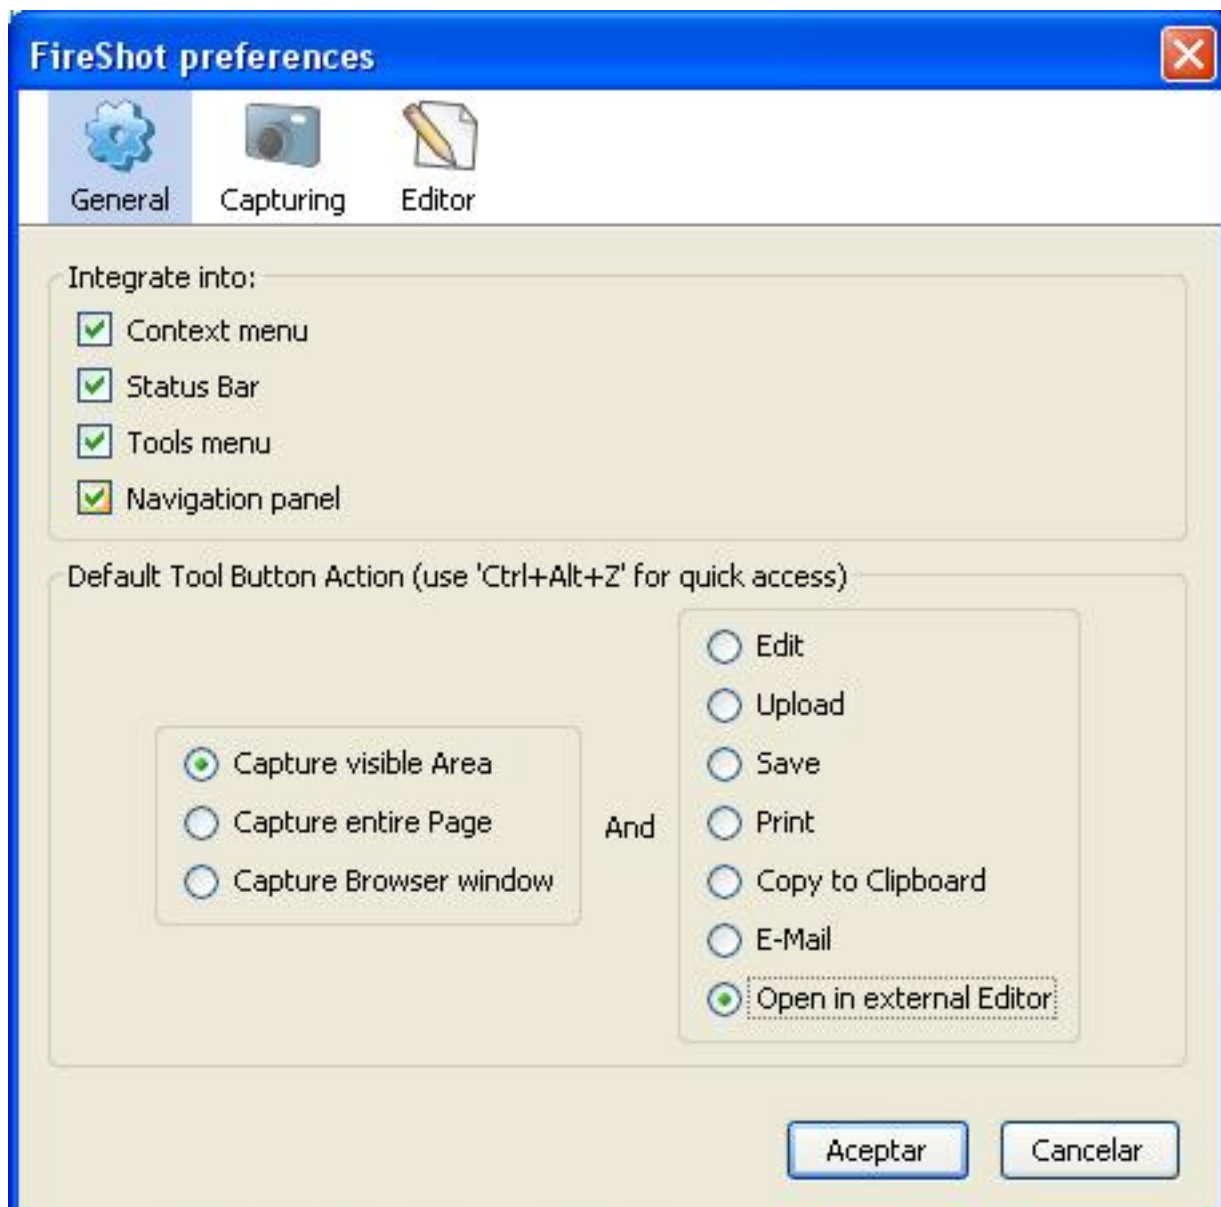 FireShot preferences
General
Capturing
Editor
Integrate into:
Context menu
Status Bar
Tools menu
Navigation panel
Default Tool Button Action (use 'Ctrl+Alt+Z' for quick access)
Capture visible Area
Capture entire Page
Capture Browser window
And
Edit
Upload
Save
Print
Copy to Clipboard
E-Mail
Open in external Editor
Aceptar
Cancelar